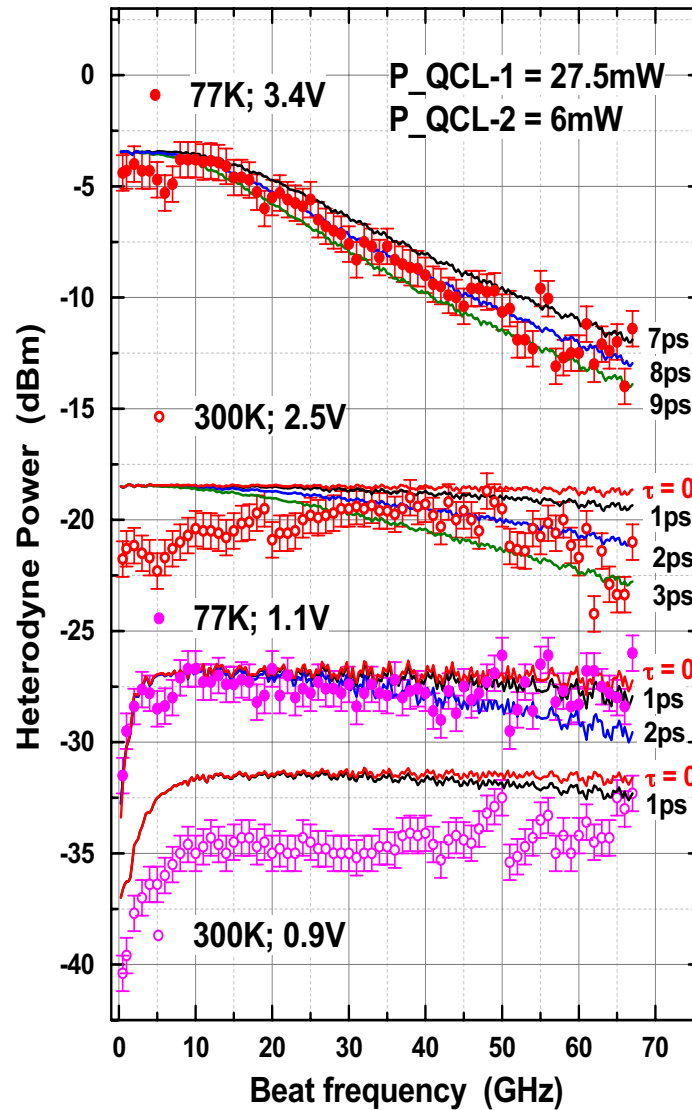 0
77K; 3.4V
P_QCL-1 = 27.5mW
P_QCL-2 = 6mW
-5
-10
7ps
8ps
9ps
-15
300K; 2.5V
τ = 0
1ps
-20
2ps
3ps
77K; 1.1V
-25
τ = 0
1ps
2ps
-30
τ = 0
1ps
-35
300K; 0.9V
-40
0 10 20 30 40 50 60 70
Beat frequency (GHz)
Heterodyne Power (dBm)